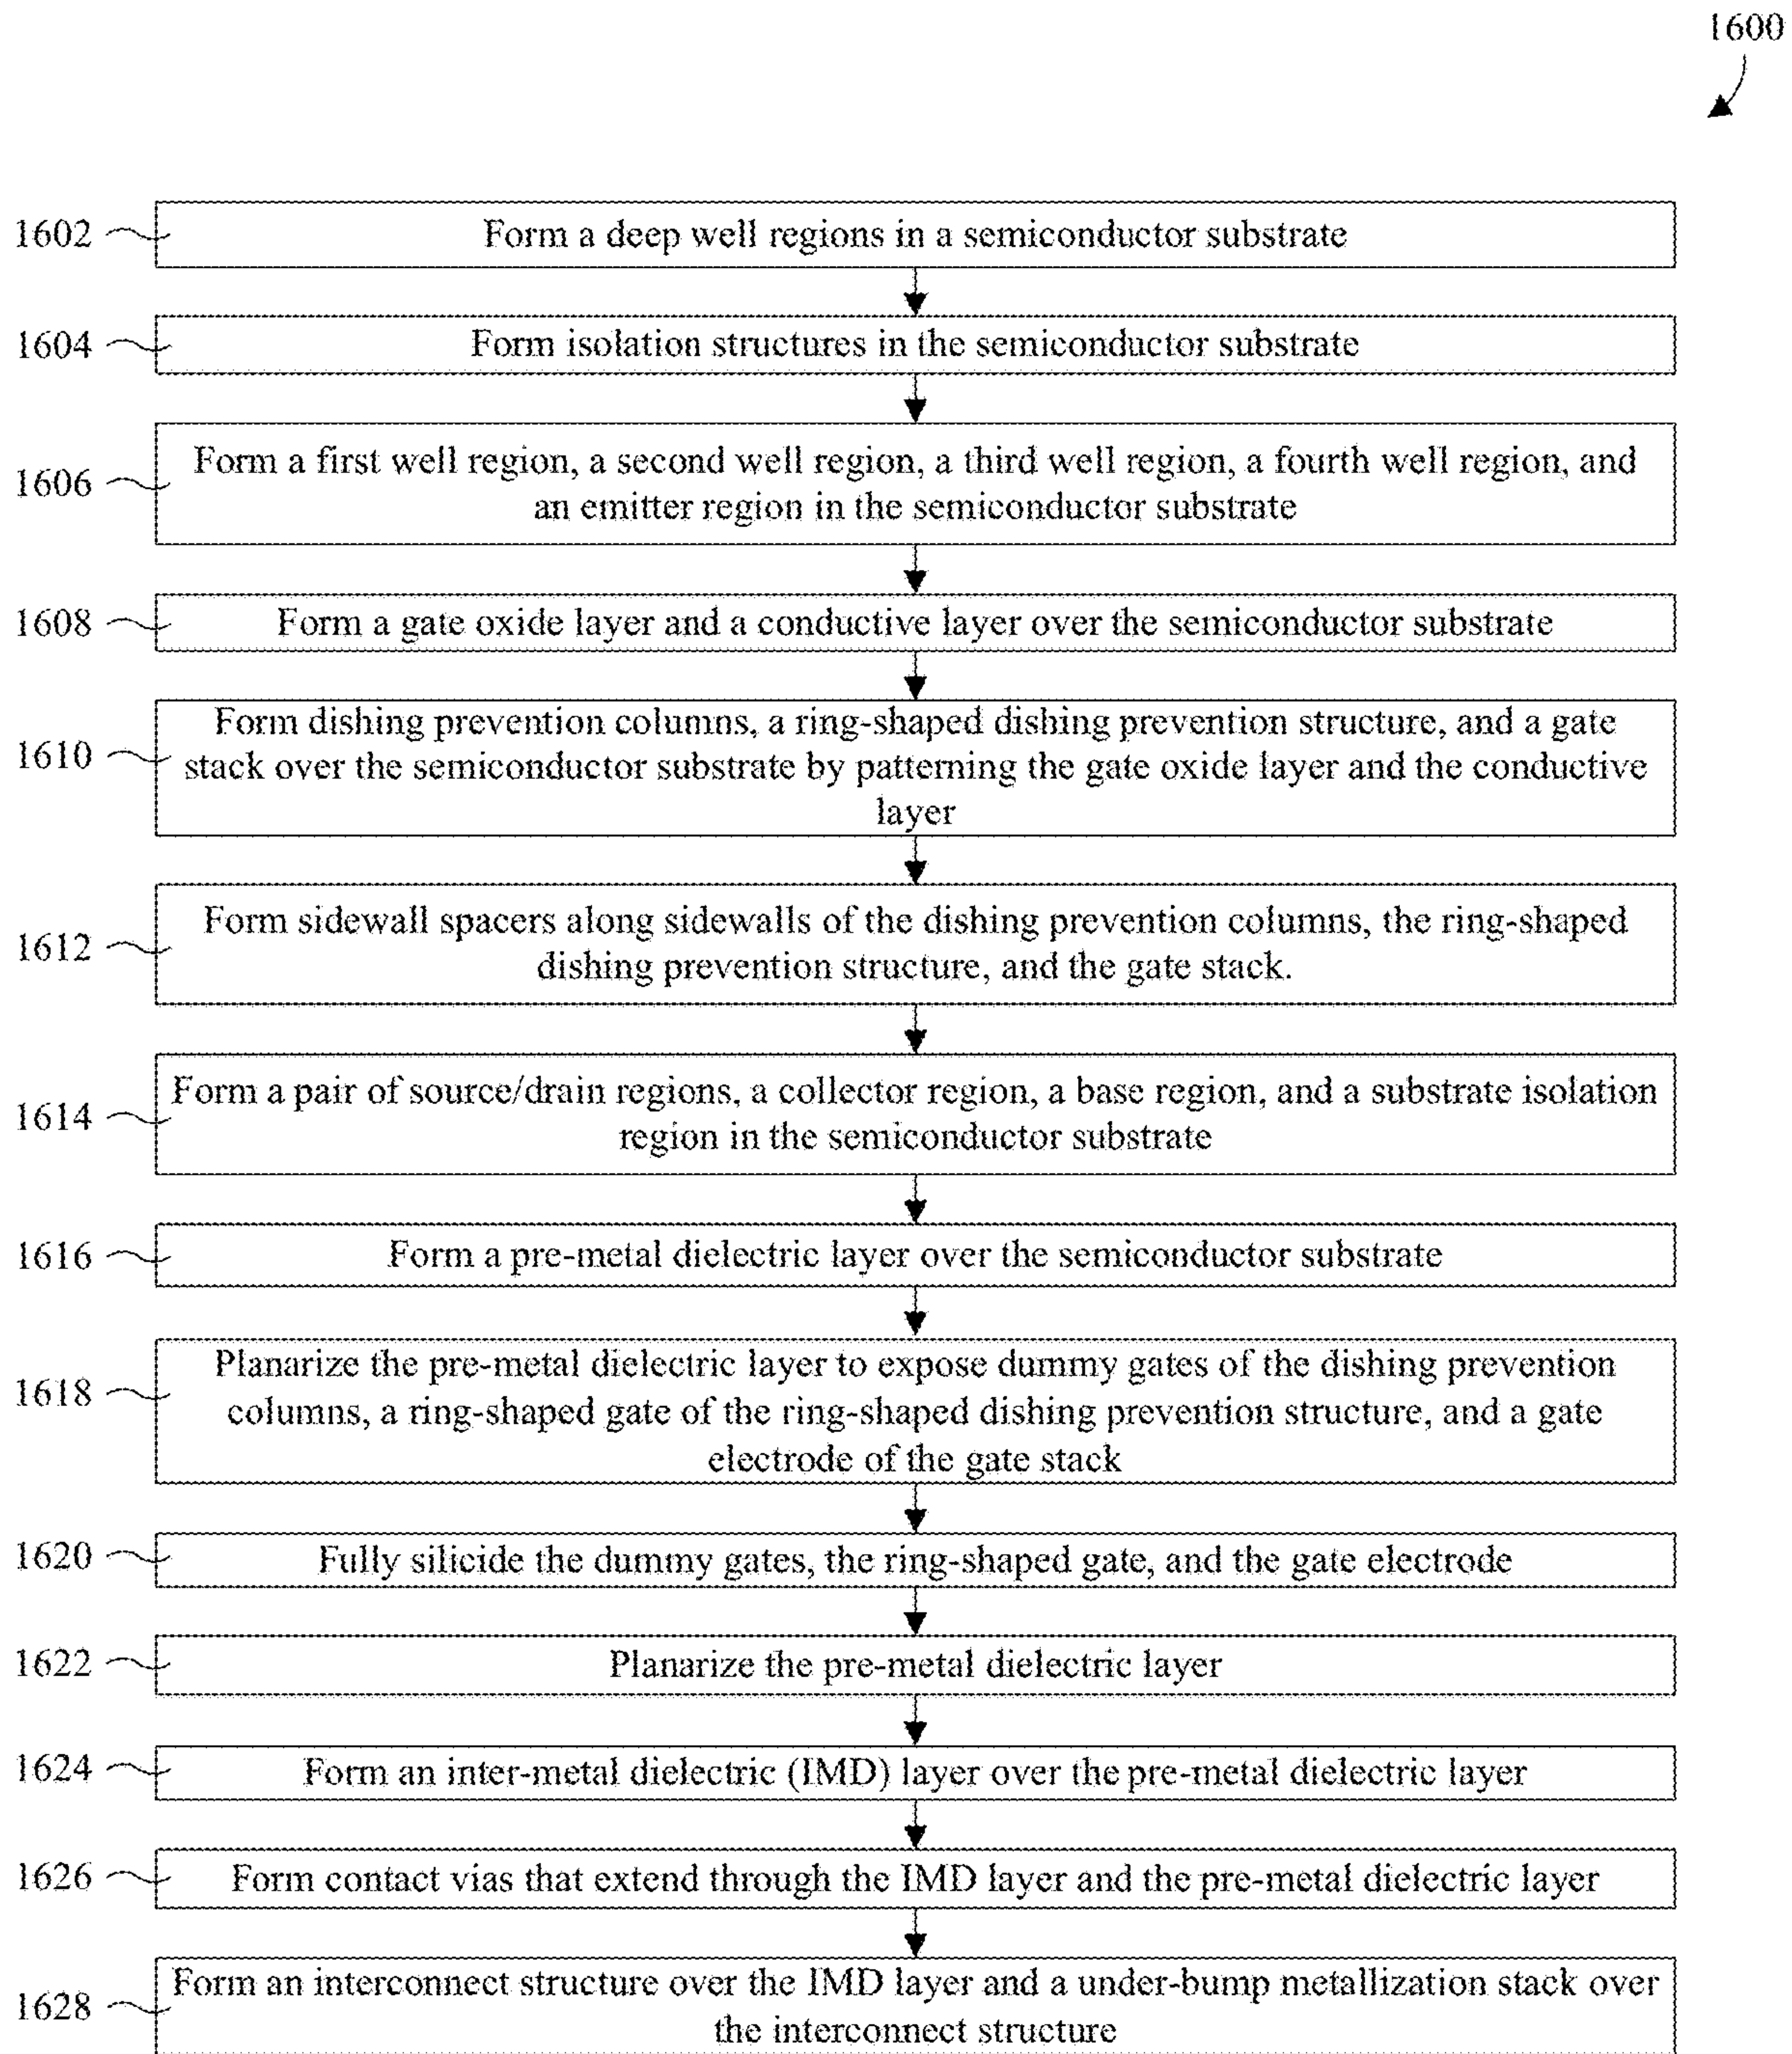 1600
1602 Form a deep well regions in a semiconductor substrate
1604 Form isolation structures in the semiconductor substrate
1606 Form a first well region, a second well region, a third well region, a fourth well region, and
an emitter region in the semiconductor substrate
1608 Form a gate oxide layer and a conductive layer over the semiconductor substrate
1610 Form dishing prevention columns, a ring-shaped dishing prevention structure, and a gate
stack over the semiconductor substrate by patterning the gate oxide layer and the conductive
layer
1612 Form sidewall spacers along sidewalls of the dishing prevention columns, the ring-shaped
dishing prevention structure, and the gate stack.
1614 Form a pair of source/drain regions, a collector region, a base region, and a substrate isolation
region in the semiconductor substrate
1616 Form a pre-metal dielectric layer over the semiconductor substrate
1618 Planarize the pre-metal dielectric layer to expose dummy gates of the dishing prevention
columns, a ring-shaped gate of the ring-shaped dishing prevention structure, and a gate
electrode of the gate stack
1620 Fully silicide the dummy gates, the ring-shaped gate, and the gate electrode
1622 Planarize the pre-metal dielectric layer
1624 Form an inter-metal dielectric (IMD) layer over the pre-metal dielectric layer
1626 Form contact vias that extend through the IMD layer and the pre-metal dielectric layer
1628 Form an interconnect structure over the IMD layer and a under-bump metallization stack over
the interconnect structure